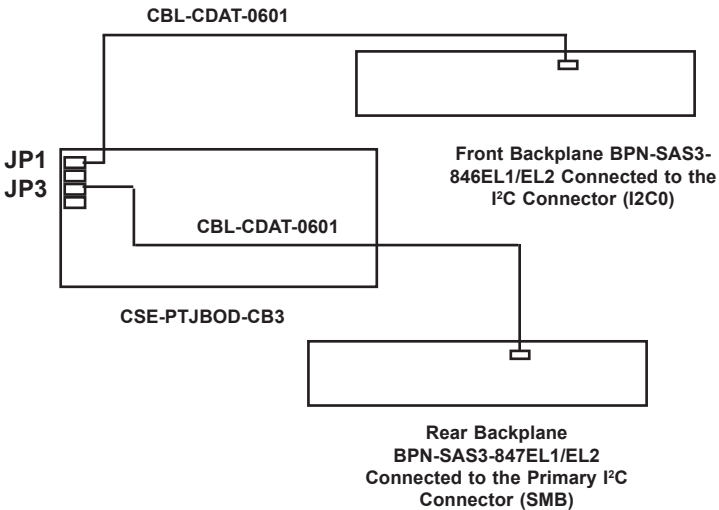 CBL-CDAT-0601
JP1
JP3
Front Backplane BPN-SAS3-
846EL1/EL2 Connected to the
I²C Connector (I2C0)
CBL-CDAT-0601
CSE-PTJBOD-CB3
Rear Backplane
BPN-SAS3-847EL1/EL2
Connected to the Primary I²C
Connector (SMB)